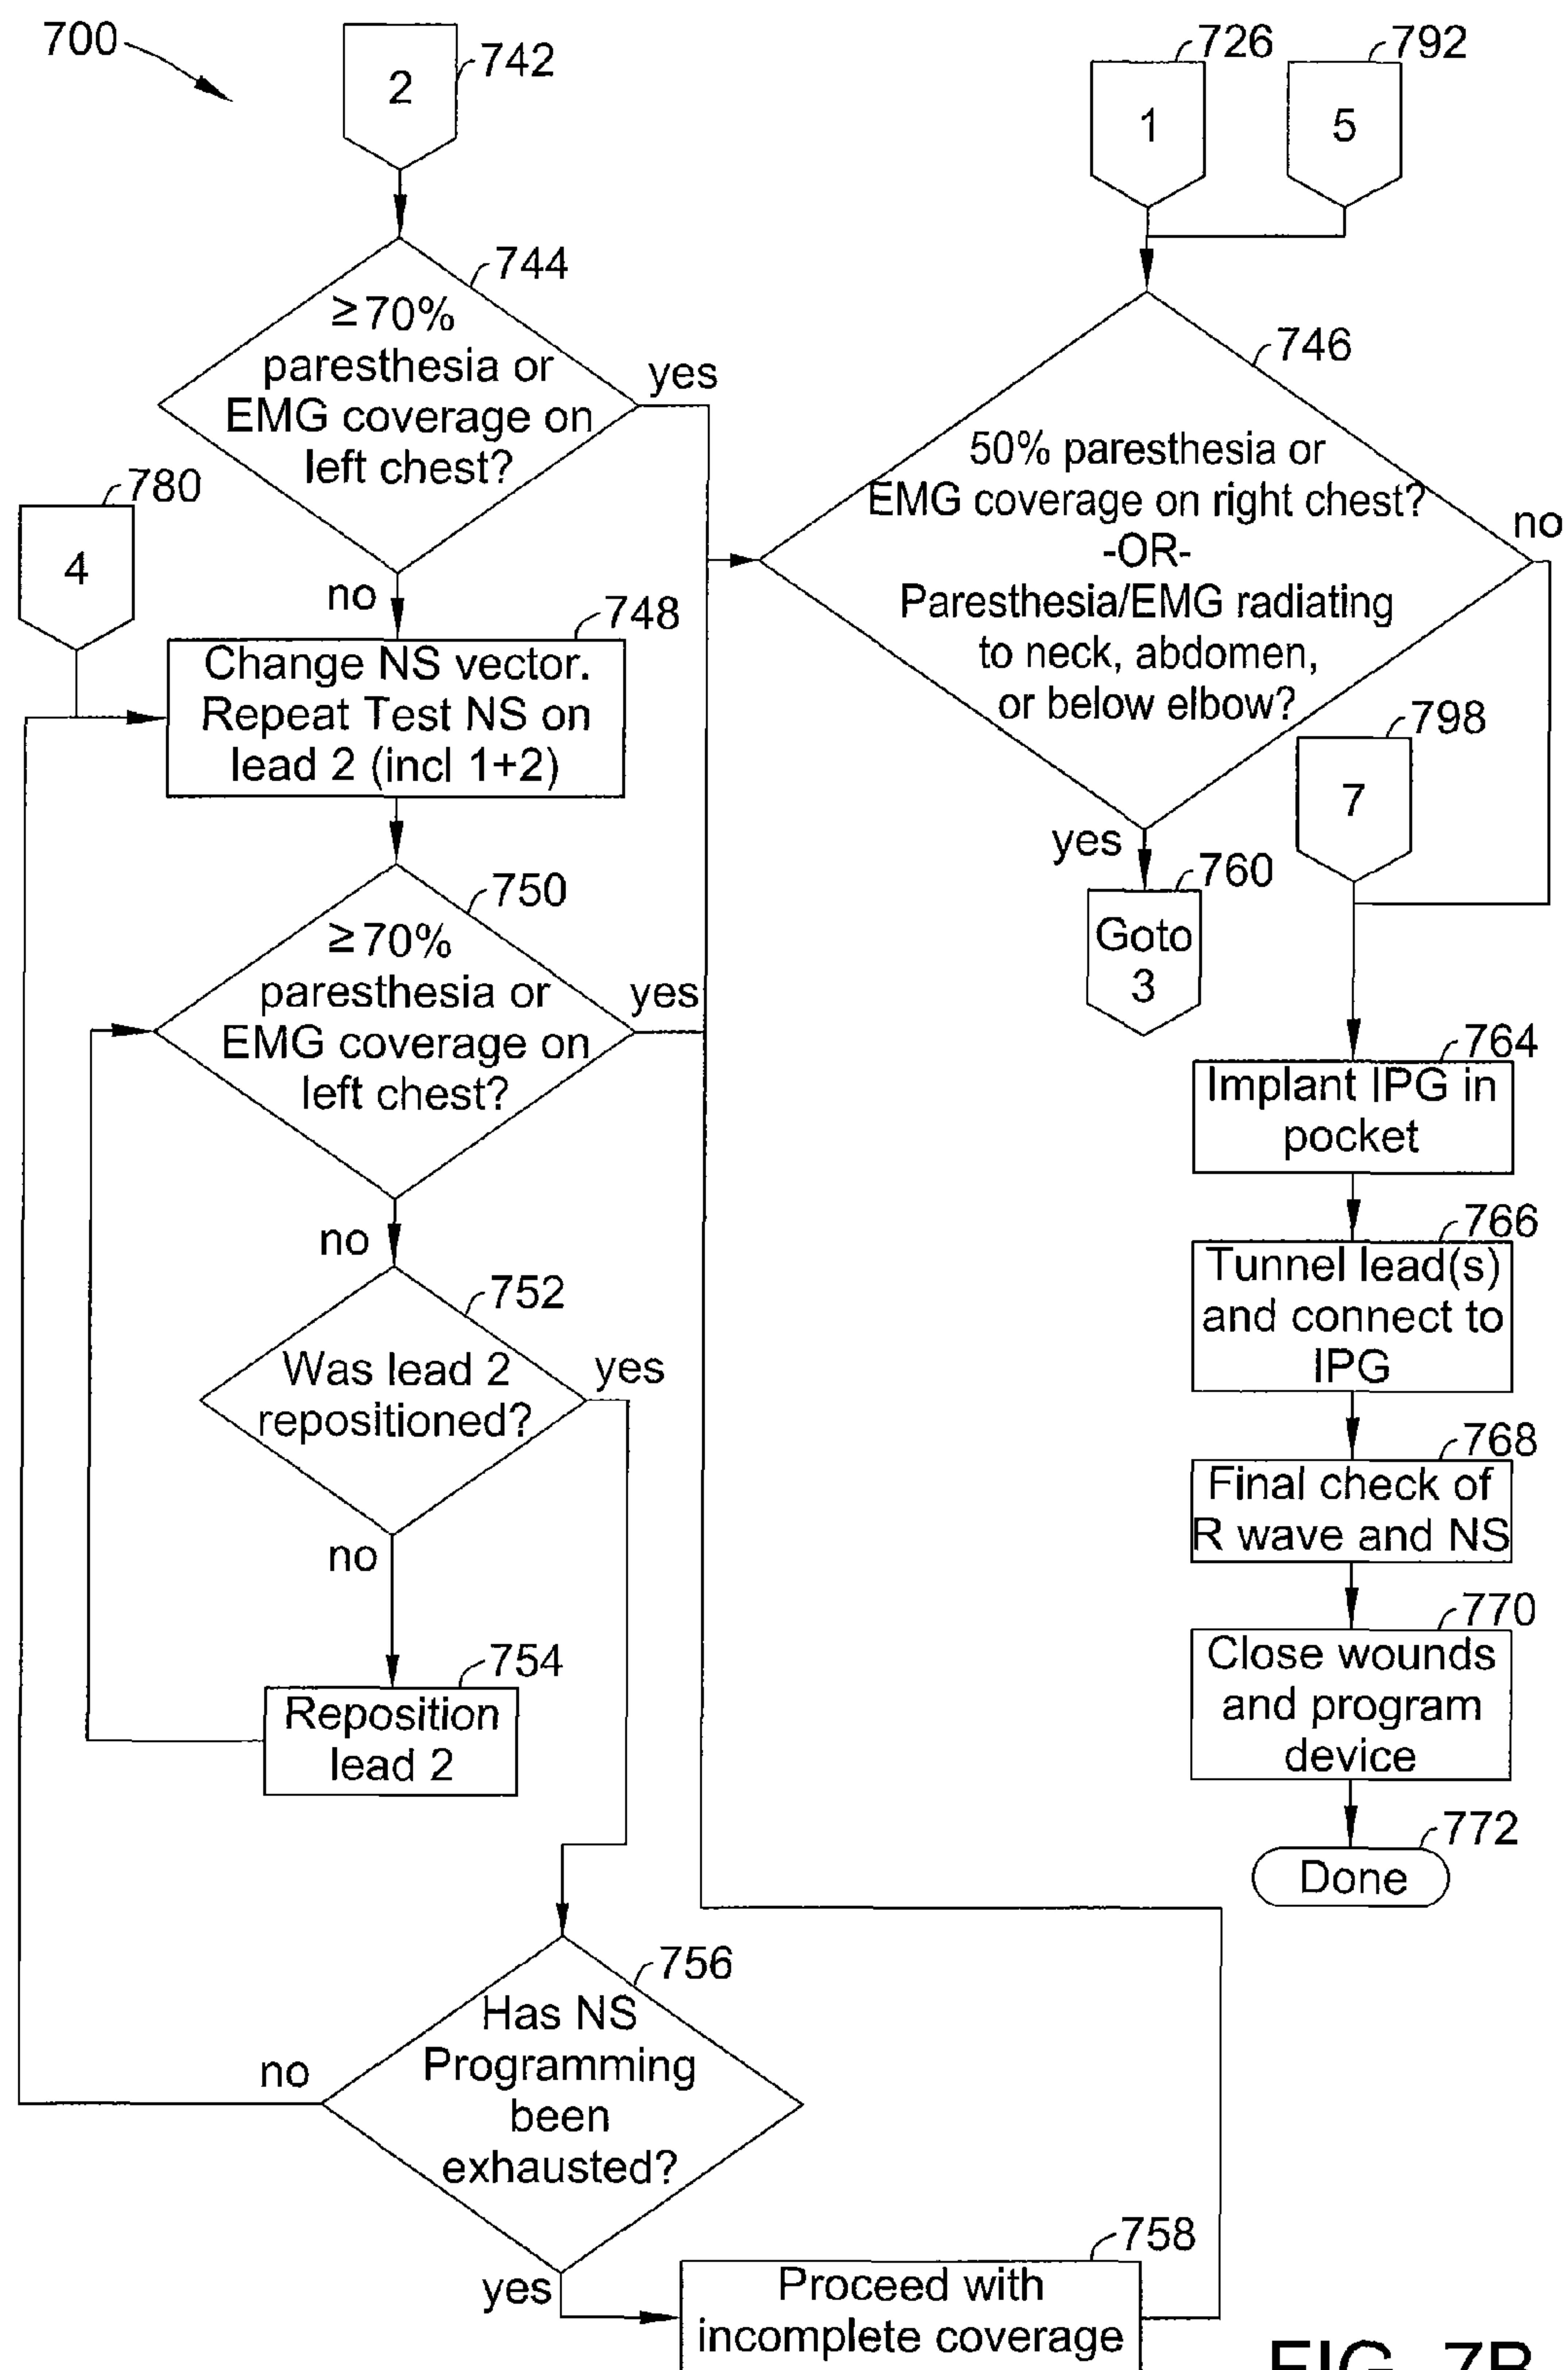 700
2
742
≥70%
paresthesia or
EMG coverage on
left chest?
744
yes
no
4
780
Change NS vector.
Repeat Test NS on
lead 2 (incl 1+2)
748
≥70%
paresthesia or
EMG coverage on
left chest?
750
yes
no
Was lead 2
repositioned?
752
yes
no
Reposition
lead 2
754
Has NS
Programming
been
exhausted?
756
no
yes
Proceed with
incomplete coverage
758
1
726
5
792
50% paresthesia or
EMG coverage on right chest?
-OR-
Paresthesia/EMG radiating
to neck, abdomen,
or below elbow?
746
no
yes
Goto
3
760
7
798
Implant IPG in
pocket
764
Tunnel lead(s)
and connect to
IPG
766
Final check of
R wave and NS
768
Close wounds
and program
device
770
Done
772
FIG. 7B